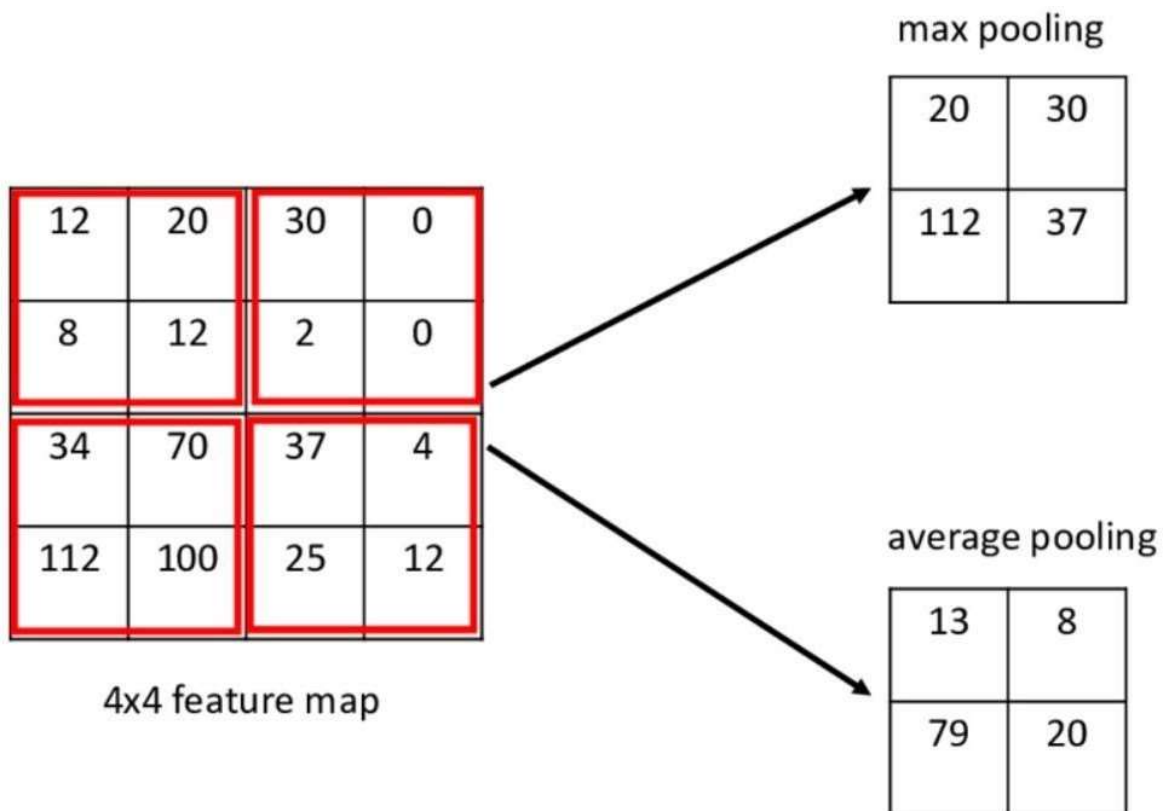 max pooling
20 30
112 37
12 20 30 0
8 12 2 0
34 70 37 4
112 100 25 12
4x4 feature map
average pooling
13 8
79 20